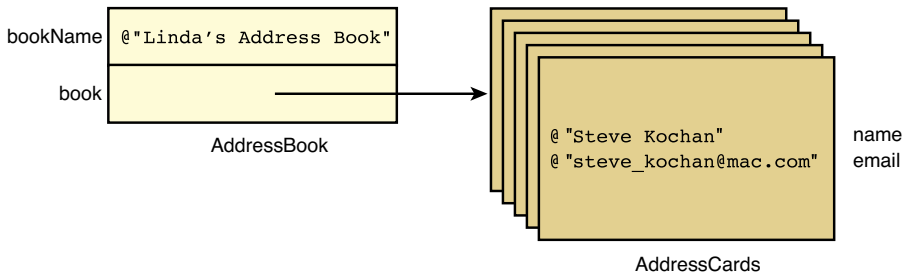 bookName
@"Linda's Address Book"
book
AddressBook
@"Steve Kochan"
name
@"steve_kochan@mac.com"
email
AddressCards